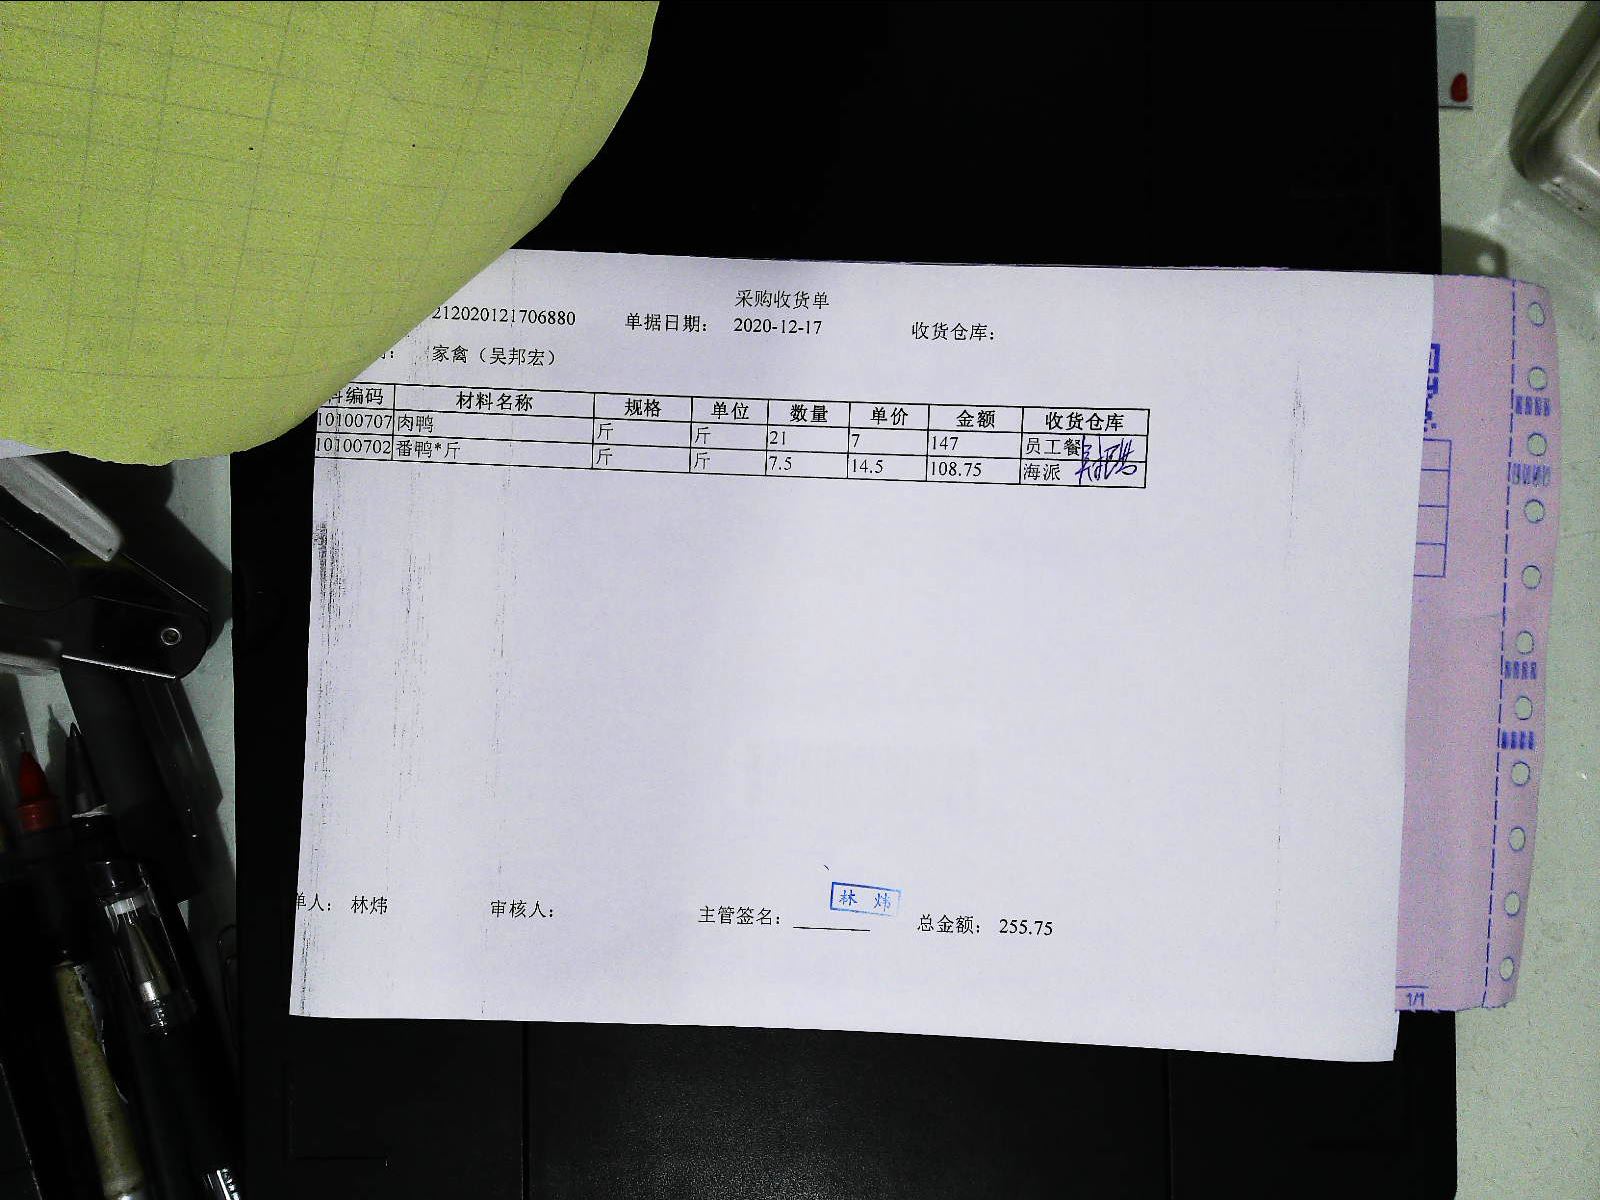 采购收货单
212020121706880 单据日期: 2020-12-17 收货仓库:
家禽（吴邦宏）
料编码 材料名称 规格 单位 数量 单价 金额 收货仓库
10100707 肉鸭 斤 斤 21 7 147 员工餐
10100702 番鸭*斤 斤 斤 7.5 14.5 108.75 海派
单人: 林炜 审核人: 主管签名: 林炜 总金额: 255.75
1/1